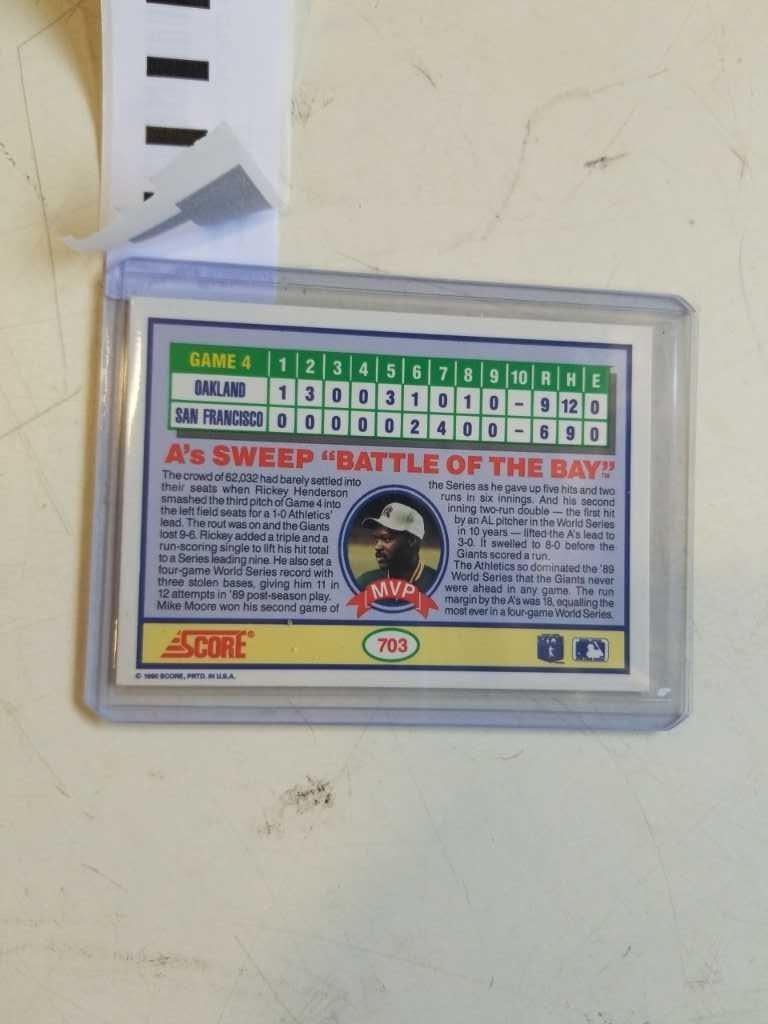 GAME 4 1 2 3 4 5 6 7 8 9 10 R H E
OAKLAND 1 3 0 0 3 1 0 1 0 – 9 12 0
SAN FRANCISCO 0 0 0 0 0 2 4 0 0 – 6 9 0
A's SWEEP “BATTLE OF THE BAY”™
The crowd of 62,032 had barely settled into
their seats when Rickey Henderson
smashed the third pitch of Game 4 into
the left field seats for a 1-0 Athletics'
lead. The rout was on and the Giants
lost 9-6. Rickey added a triple and a
run-scoring single to lift his hit total
to a Series leading nine. He also set a
four-game World Series record with
three stolen bases, giving him 11 in
12 attempts in '89 post-season play.
Mike Moore won his second game of
the Series as he gave up five hits and two
runs in six innings. And his second
inning two-run double — the first hit
by an AL pitcher in the World Series
in 10 years — lifted the A's lead to
3-0. It swelled to 8-0 before the
Giants scored a run.
The Athletics so dominated the '89
World Series that the Giants never
were ahead in any game. The run
margin by the A's was 18, equalling the
most ever in a four-game World Series.
MVP
SCORE®
703
© 1990 SCORE, PRTD. IN U.S.A.